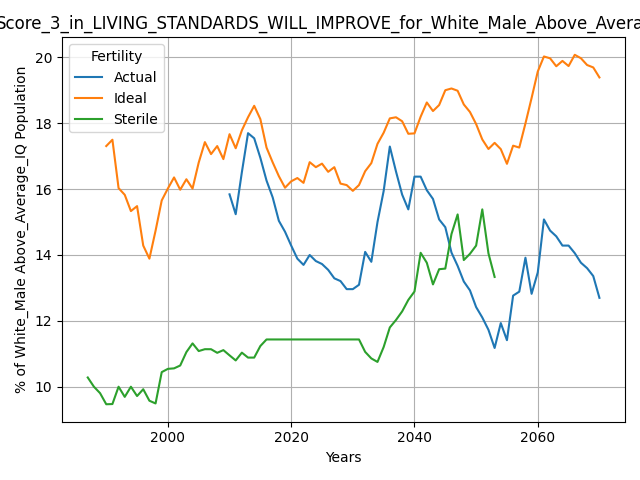 Score_3_in_LIVING_STANDARDS_WILL_IMPROVE_for_White_Male_Above_Avera
Fertility
Actual
Ideal
Sterile
% of White_Male Above_Average_IQ Population
20
18
16
14
12
10
2000 2020 2040 2060
Years